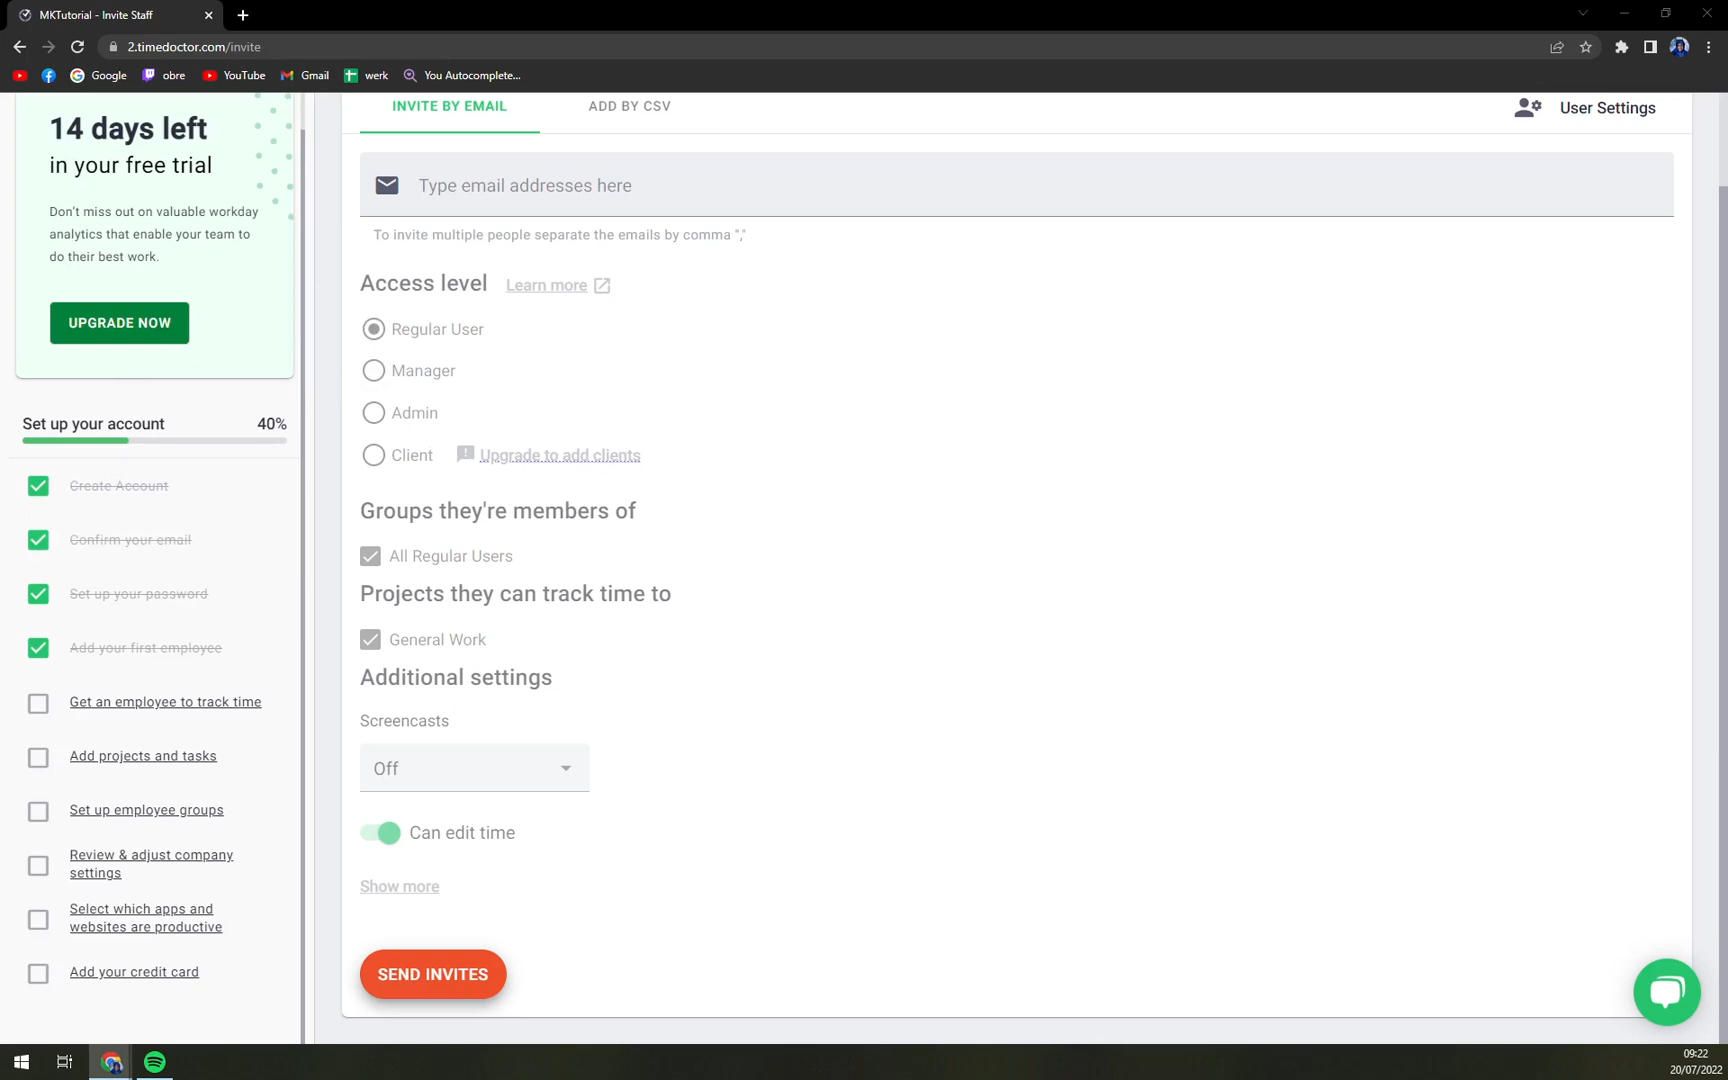 MKTutorial - Invite Staff
2.timedoctor.com/invite
Google
obre
YouTube
Gmail
werk
You Autocomplete...
14 days left
in your free trial
Don't miss out on valuable workday
analytics that enable your team to
do their best work.
UPGRADE NOW
Set up your account 40%
Create Account
Confirm your email
Set up your password
Add your first employee
Get an employee to track time
Add projects and tasks
Set up employee groups
Review & adjust company
settings
Select which apps and
websites are productive
Add your credit card
INVITE BY EMAIL
ADD BY CSV
User Settings
Type email addresses here
To invite multiple people separate the emails by comma ","
Access level Learn more
Regular User
Manager
Admin
Client Upgrade to add clients
Groups they're members of
All Regular Users
Projects they can track time to
General Work
Additional settings
Screencasts
Off
Can edit time
Show more
SEND INVITES
09:22
20/07/2022